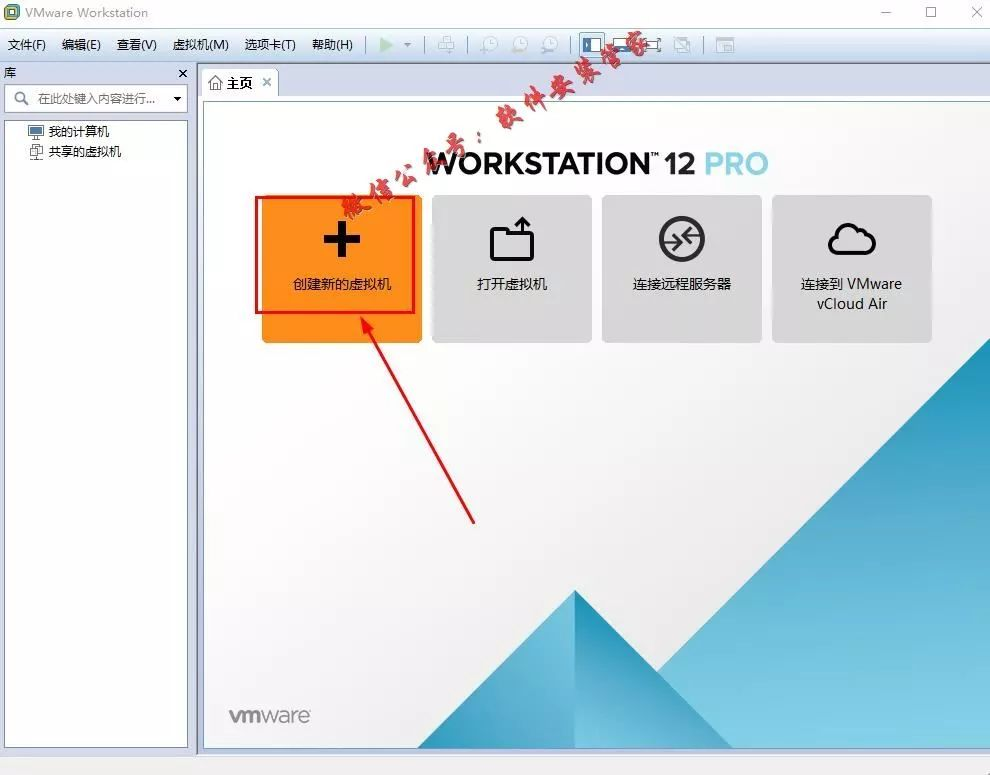 VMware Workstation
文件(F) 编辑(E) 查看(V) 虚拟机(M) 选项卡(T) 帮助(H)
库
主页
在此处键入内容进行...
我的计算机
共享的虚拟机
微信公众号：软件安装管家
WORKSTATION™ 12 PRO
创建新的虚拟机
打开虚拟机
连接远程服务器
连接到 VMware
vCloud Air
vmware